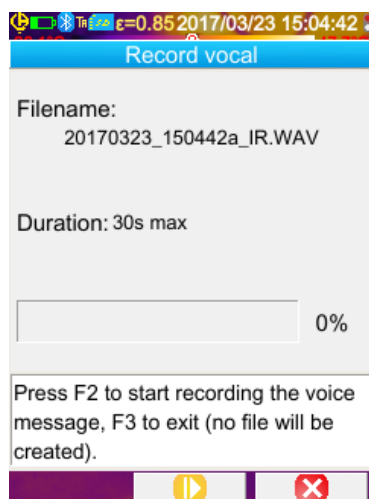 ε=0.85 2017/03/23 15:04:42
Record vocal
Filename:
20170323_150442a_IR.WAV
Duration: 30s max
0%
Press F2 to start recording the voice
message, F3 to exit (no file will be
created).